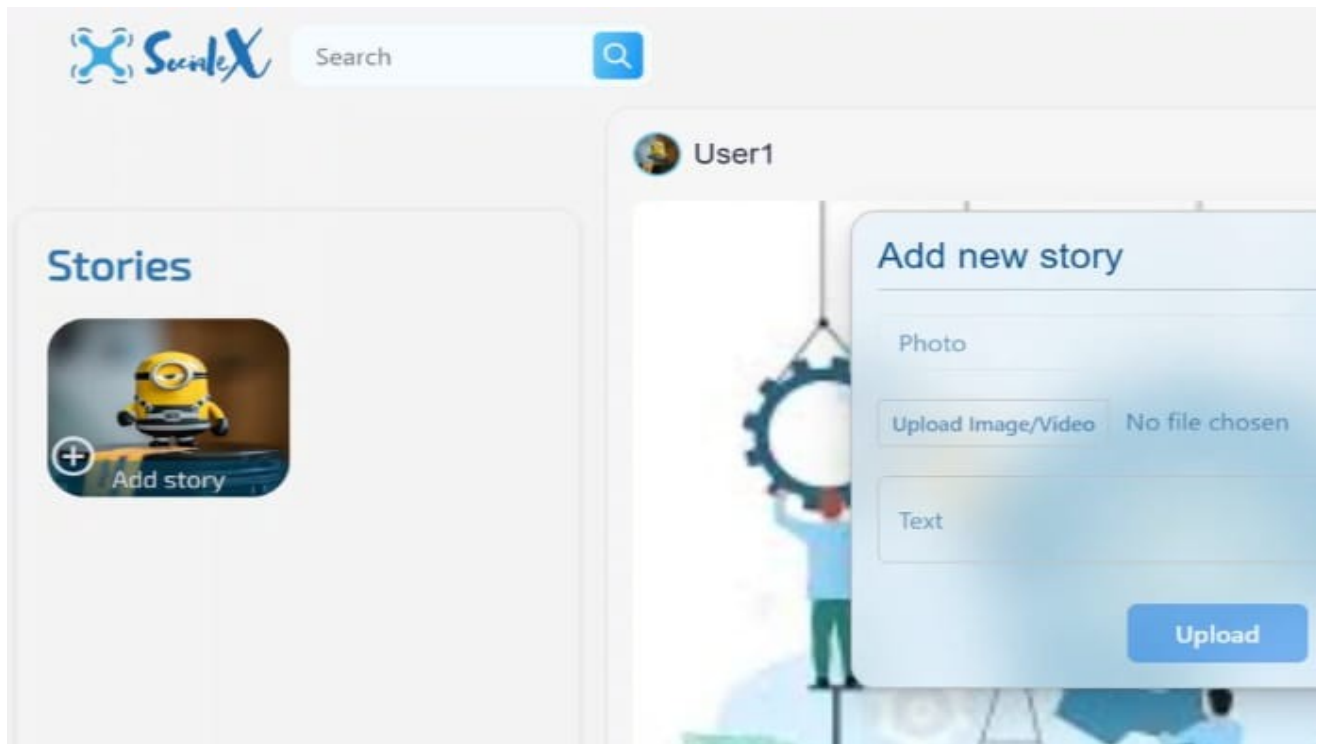 SocialeX
Search
User1
Stories
Add story
Add new story
Photo
Upload Image/Video No file chosen
Text
Upload